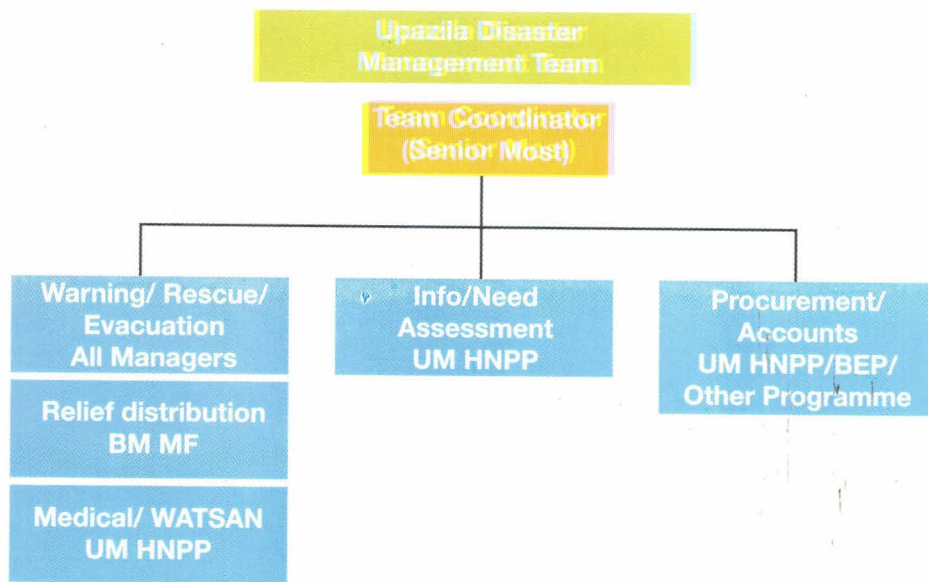 Upazila Disaster
Management Team
Team Coordinator
(Senior Most)
Warning/ Rescue/
Evacuation
All Managers
Relief distribution
BM MF
Medical/ WATSAN
UM HNPP
Info/Need
Assessment
UM HNPP
Procurement/
Accounts
UM HNPP/BEP/
Other Programme